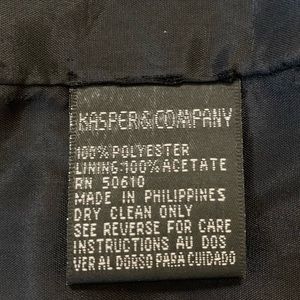 KASPER & COMPANY
100% POLYESTER
LINING: 100% ACETATE
RN 50610
MADE IN PHILIPPINES
DRY CLEAN ONLY
SEE REVERSE FOR CARE
INSTRUCTIONS AU DOS
VER AL DORSO PARA CUIDADO